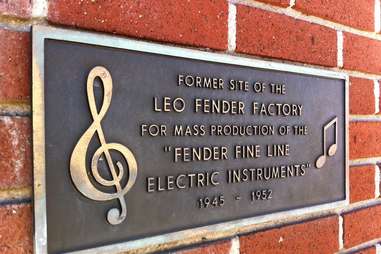 FORMER SITE OF THE
LEO FENDER FACTORY
FOR MASS PRODUCTION OF THE
"FENDER FINE LINE
ELECTRIC INSTRUMENTS"
1945 - 1952